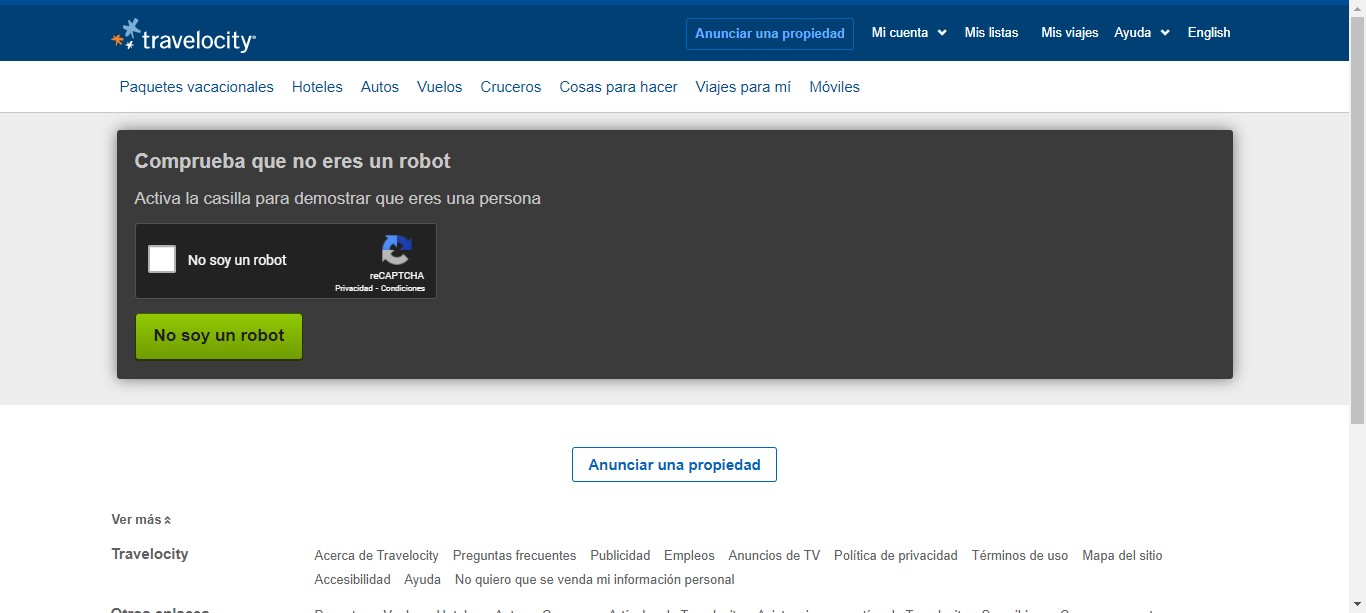 travelocity
Anunciar una propiedad Mi cuenta Mis listas Mis viajes Ayuda English
Paquetes vacacionales Hoteles Autos Vuelos Cruceros Cosas para hacer Viajes para mí Móviles
Comprueba que no eres un robot
Activa la casilla para demostrar que eres una persona
No soy un robot
reCAPTCHA
Privacidad - Condiciones
No soy un robot
Anunciar una propiedad
Ver más
Travelocity
Acerca de Travelocity Preguntas frecuentes Publicidad Empleos Anuncios de TV Política de privacidad Términos de uso Mapa del sitio
Accesibilidad Ayuda No quiero que se venda mi información personal
Otros enlaces